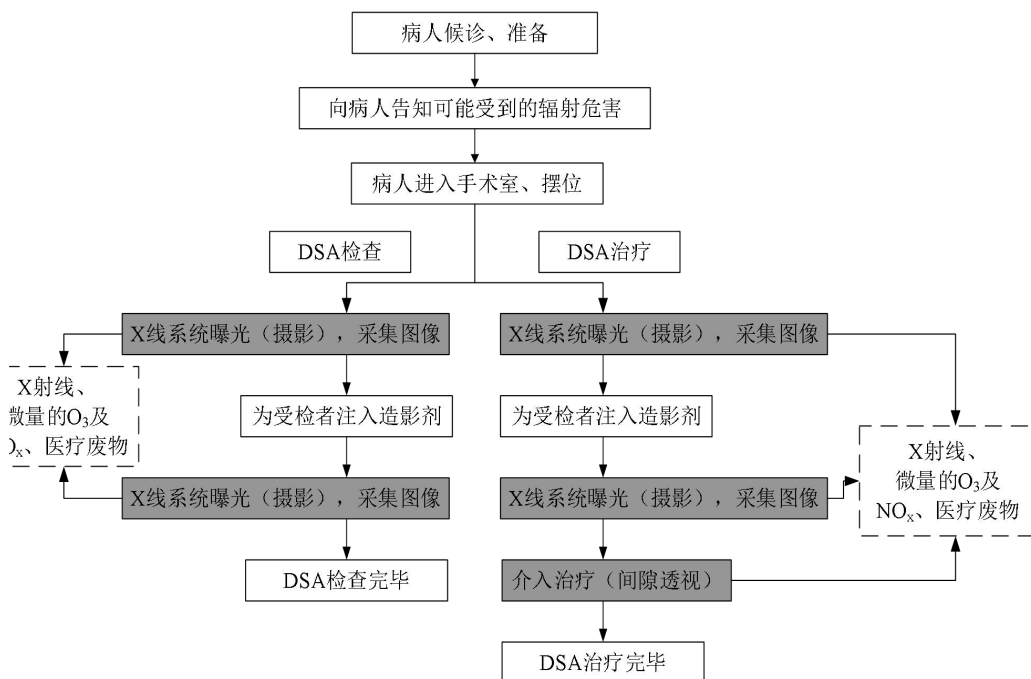 病人候诊、准备
向病人告知可能受到的辐射危害
病人进入手术室、摆位
DSA检查
DSA治疗
X线系统曝光（摄影），采集图像
X线系统曝光（摄影），采集图像
X射线、
微量的O₃及
Oₓ、医疗废物
为受检者注入造影剂
为受检者注入造影剂
X射线、
微量的O₃及
NOₓ、医疗废物
X线系统曝光（摄影），采集图像
X线系统曝光（摄影），采集图像
DSA检查完毕
介入治疗（间隙透视）
DSA治疗完毕